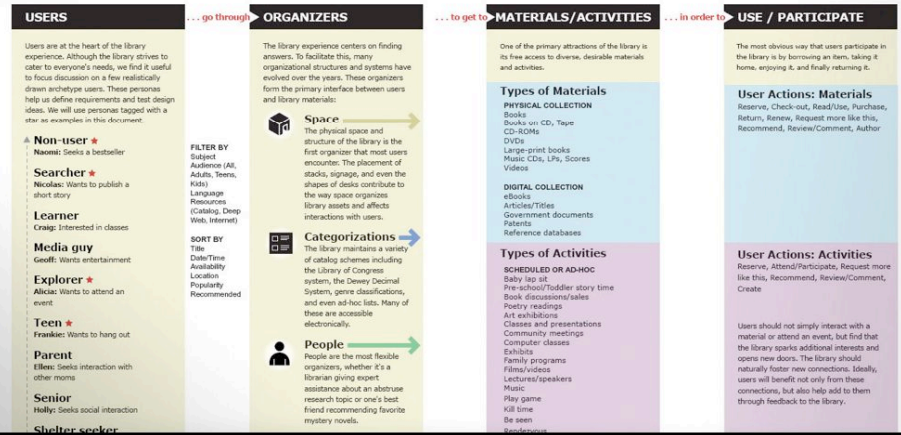 USERS
Users are at the heart of the library
experience. Although the library strives to
cater to everyone's needs, we find it useful
to focus discussion on a few realistically
drawn archetype users. These personas
help us define requirements and test design
ideas. We will use personas tagged with a
star as examples in this document.
Non-user
Naomi: Seeks a bestseller
Searcher
Nicolas: Wants to publish a
short story
Learner
Craig: Interested in classes
Media guy
Geoff: Wants entertainment
Explorer
Alicia: Wants to attend an
event
Teen
Frankie: Wants to hang out
Parent
Ellen: Seeks interaction with
other moms
Senior
Holly: Seeks social interaction
Shelter seeker
... go through
FILTER BY
Subject
Audience (All,
Adults, Teens,
Kids)
Language
Resources
(Catalog, Deep
Web, Internet)
SORT BY
Title
Date/Time
Availability
Location
Popularity
Recommended
ORGANIZERS
The library experience centers on finding
answers. To facilitate this, many
organizational structures and systems have
evolved over the years. These organizers
form the primary interface between users
and library materials:
Space
The physical space and
structure of the library is the
first organizer that most users
encounter. The placement of
stacks, signage, and even the
shapes of desks contribute to
the way space organizes
library assets and affects
interactions with users.
Categorizations
The library maintains a variety
of catalog schemes including
the Library of Congress
system, the Dewey Decimal
System, genre classifications,
and even ad-hoc lists. Many of
these are accessible
electronically.
People
People are the most flexible
organizers, whether it's a
librarian giving expert
assistance about an abstruse
research topic or one's best
friend recommending favorite
mystery novels.
... to get to
MATERIALS/ACTIVITIES
One of the primary attractions of the library is
its free access to diverse, desirable materials
and activities.
Types of Materials
PHYSICAL COLLECTION
Books
Books on CD, Tape
CD-ROMs
DVDs
Large-print books
Music CDs, LPs, Scores
Videos
DIGITAL COLLECTION
eBooks
Articles/Titles
Government documents
Patents
Reference databases
Types of Activities
SCHEDULED OR AD-HOC
Baby lap sit
Pre-school/Toddler story time
Book discussions/sales
Poetry readings
Art exhibitions
Classes and presentations
Community meetings
Computer classes
Exhibits
Family programs
Films/videos
Lectures/speakers
Music
Play game
Kill time
Be seen
Rendezvous
... in order to
USE / PARTICIPATE
The most obvious way that users participate in
the library is by borrowing an item, taking it
home, enjoying it, and finally returning it.
User Actions: Materials
Reserve, Check-out, Read/Use, Purchase,
Return, Renew, Request more like this,
Recommend, Review/Comment, Author
User Actions: Activities
Reserve, Attend/Participate, Request more
like this, Recommend, Review/Comment,
Create
Users should not simply interact with a
material or attend an event, but find that
the library sparks additional interests and
opens new doors. The library should
naturally foster new connections. Ideally,
users will benefit not only from these
connections, but also help add to them
through feedback to the library.